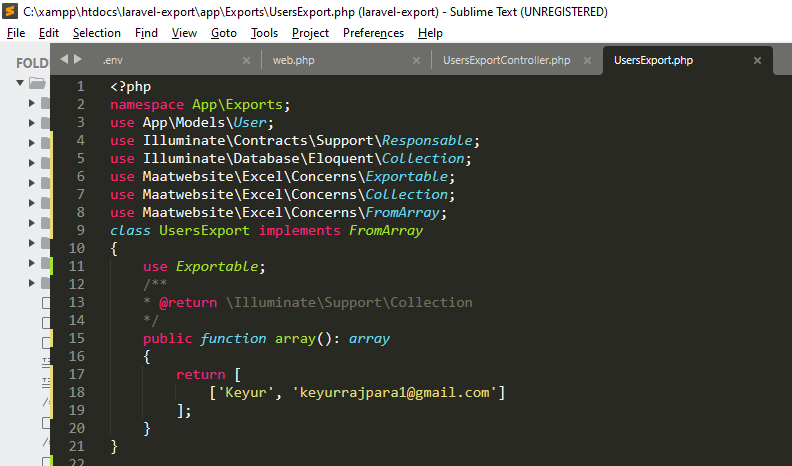 C:\xampp\htdocs\laravel-export\app\Exports\UsersExport.php (laravel-export) - Sublime Text (UNREGISTERED)
File Edit Selection Find View Goto Tools Project Preferences Help
FOLD
.env × web.php × UsersExportController.php × UsersExport.php ×
1 <?php
2 namespace App\Exports;
3 use App\Models\User;
4 use Illuminate\Contracts\Support\Responsable;
5 use Illuminate\Database\Eloquent\Collection;
6 use Maatwebsite\Excel\Concerns\Exportable;
7 use Maatwebsite\Excel\Concerns\Collection;
8 use Maatwebsite\Excel\Concerns\FromArray;
9 class UsersExport implements FromArray
10 {
11     use Exportable;
12     /**
13     * @return \Illuminate\Support\Collection
14     */
15     public function array(): array
16     {
17         return [
18             ['Keyur', 'keyurrajpara1@gmail.com']
19         ];
20     }
21 }
22